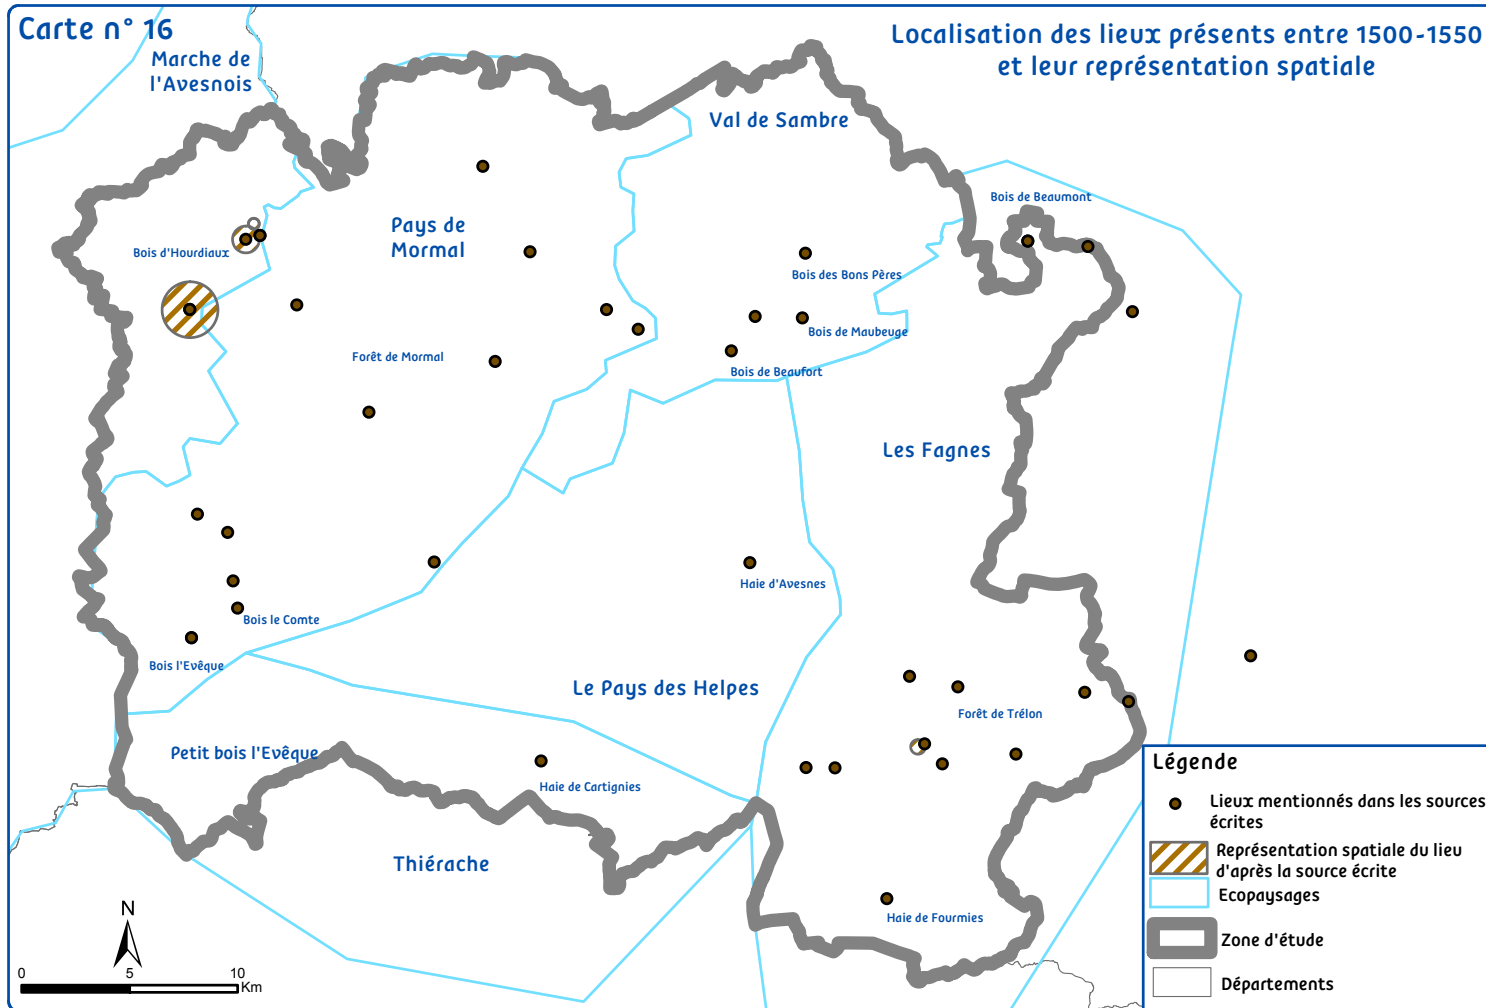 Carte n° 16
Localisation des lieux présents entre 1500-1550
et leur représentation spatiale
Marche de
l'Avesnois
Val de Sambre
Bois de Beaumont
Pays de
Mormal
Bois d'Hourdiaux
Bois des Bons Pères
Bois de Maubeuge
Forêt de Mormal
Bois de Beaufort
Les Fagnes
Haie d'Avesnes
Bois le Comte
Bois l'Evêque
Le Pays des Helpes
Forêt de Trélon
Petit bois l'Evêque
Haie de Cartignies
Thiérache
Haie de Fourmies
N
0 5 10
Km
Légende
Lieux mentionnés dans les sources
écrites
Représentation spatiale du lieu
d'après la source écrite
Ecopaysages
Zone d'étude
Départements